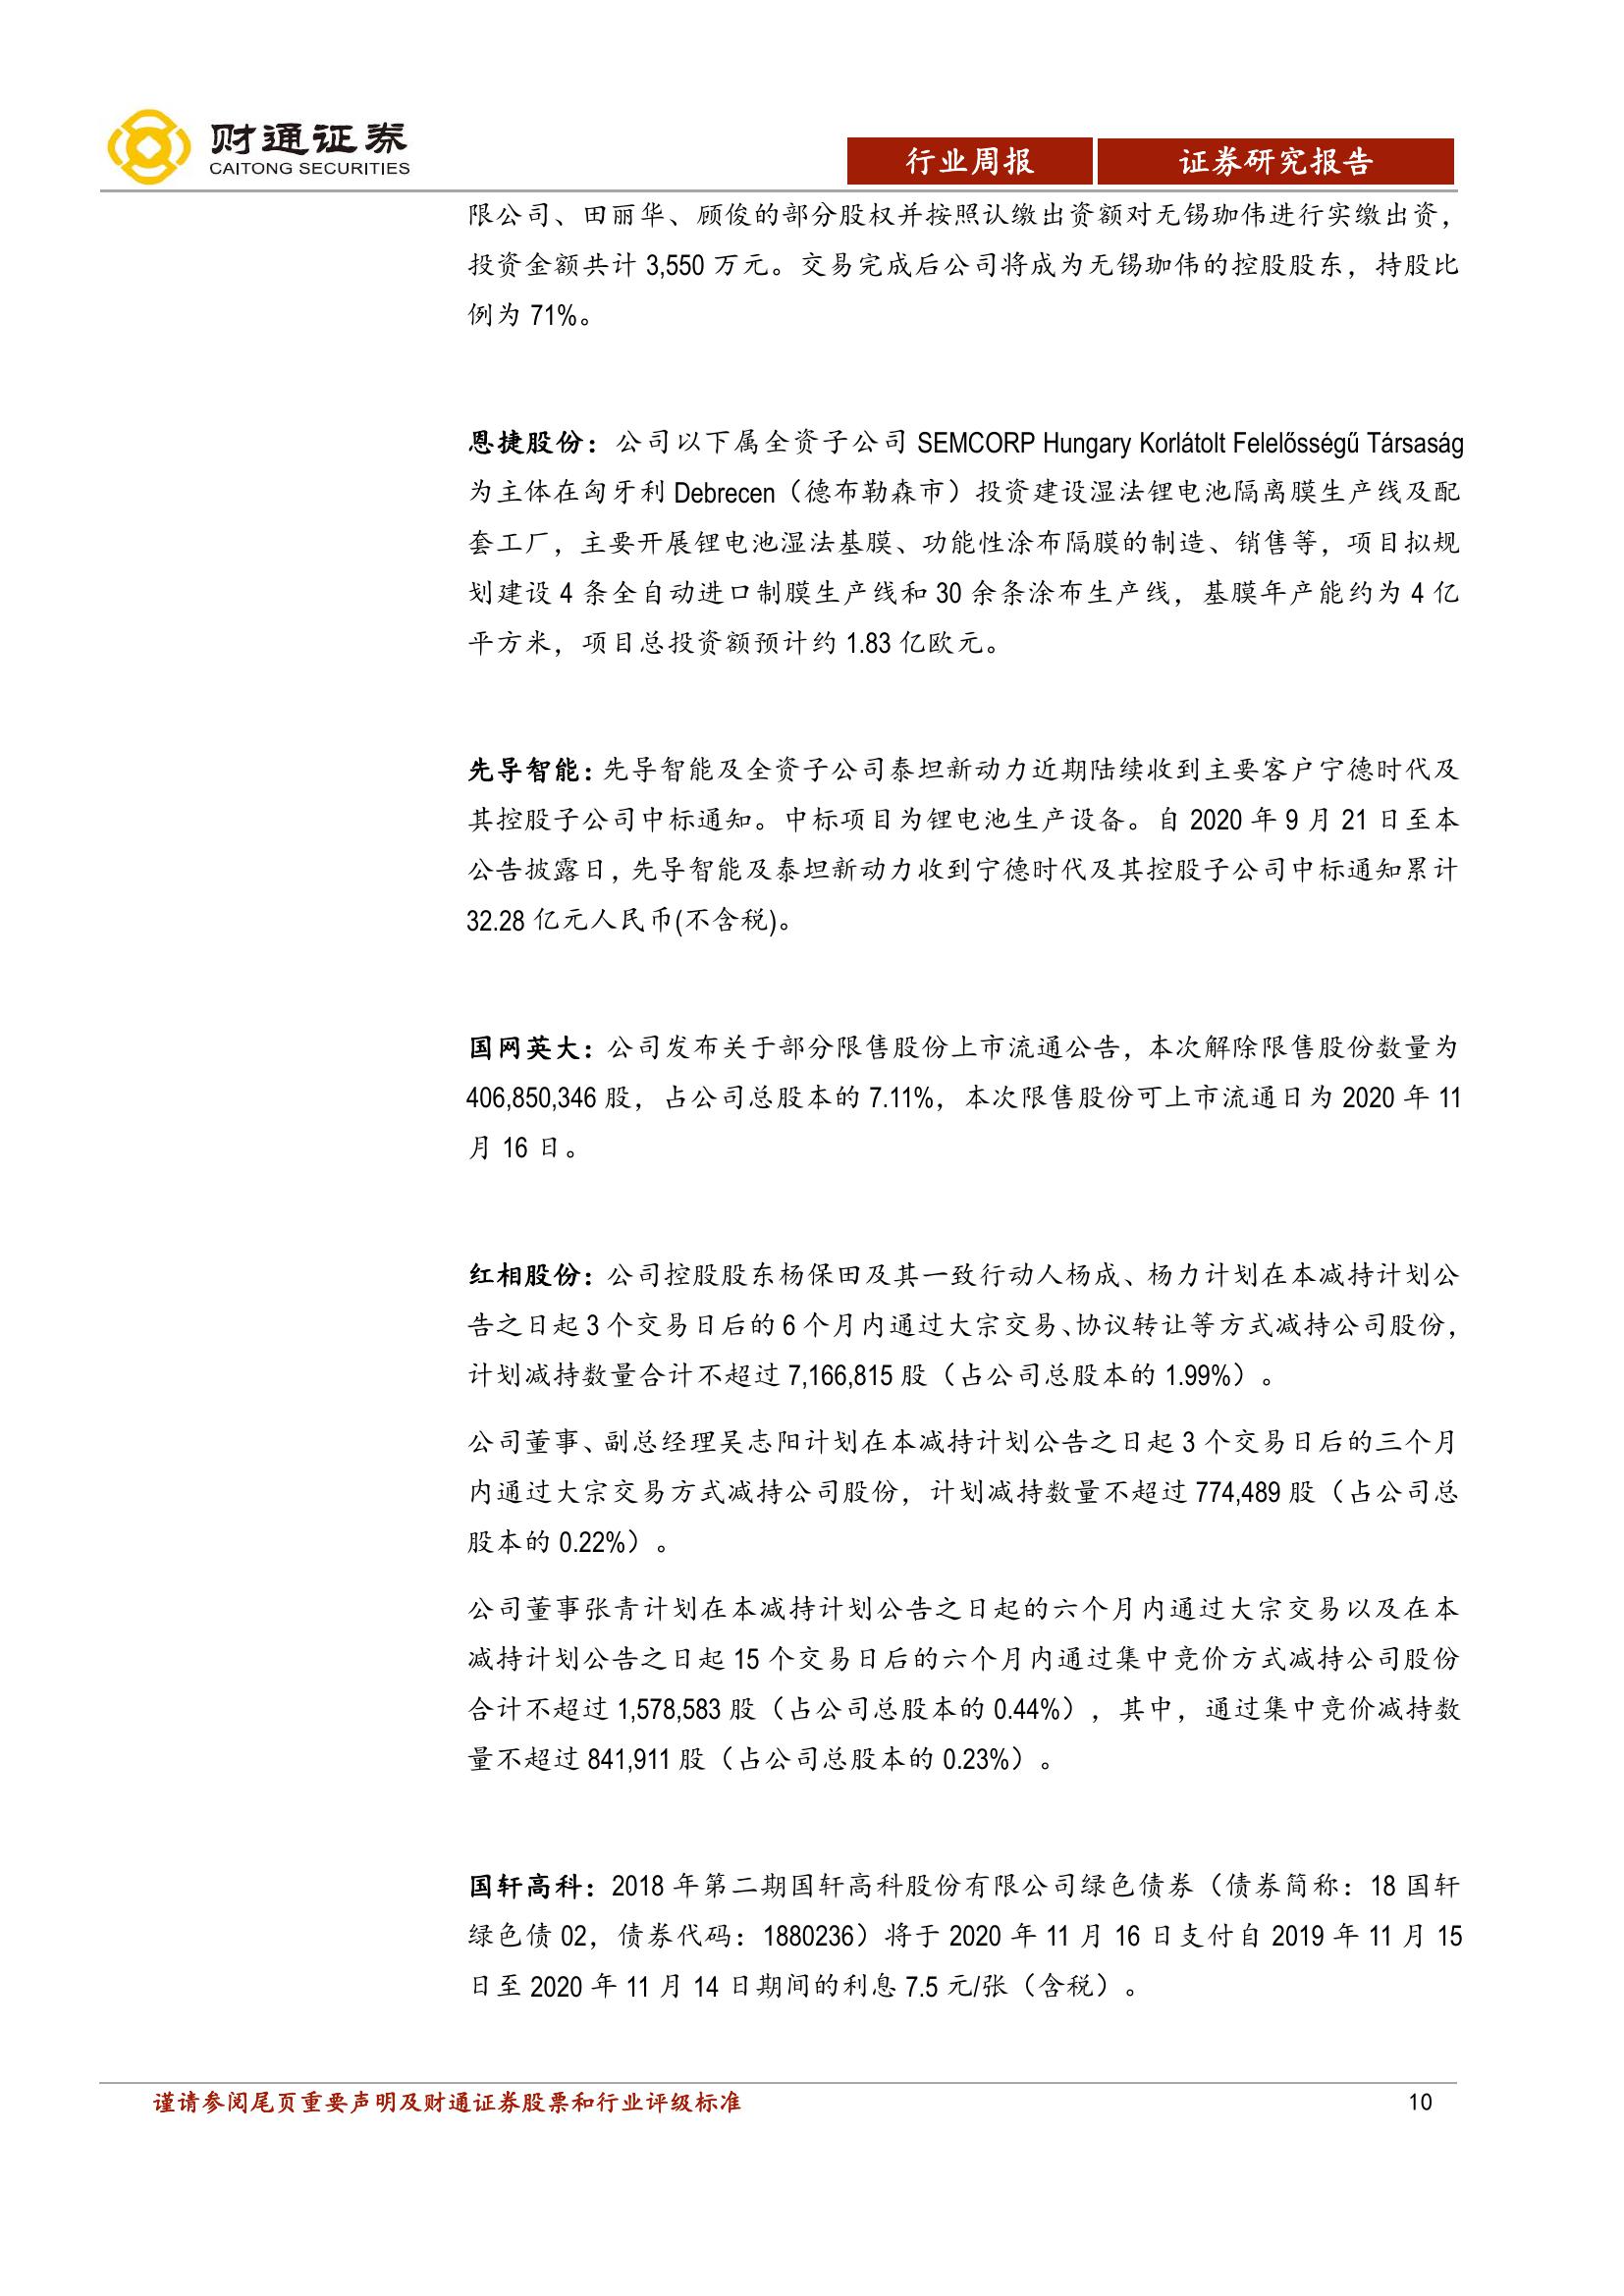 财通证券
CAITONG SECURITIES
行业周报
证券研究报告
限公司、田丽华、顾俊的部分股权并按照认缴出资额对无锡珈伟进行实缴出资，
投资金额共计 3,550 万元。交易完成后公司将成为无锡珈伟的控股股东，持股比
例为 71%。
恩捷股份：公司以下属全资子公司 SEMCORP Hungary Korlátolt Felelősségű Társaság
为主体在匈牙利 Debrecen（德布勒森市）投资建设湿法锂电池隔离膜生产线及配
套工厂，主要开展锂电池湿法基膜、功能性涂布隔膜的制造、销售等，项目拟规
划建设 4 条全自动进口制膜生产线和 30 余条涂布生产线，基膜年产能约为 4 亿
平方米，项目总投资额预计约 1.83 亿欧元。
先导智能：先导智能及全资子公司泰坦新动力近期陆续收到主要客户宁德时代及
其控股子公司中标通知。中标项目为锂电池生产设备。自 2020 年 9 月 21 日至本
公告披露日，先导智能及泰坦新动力收到宁德时代及其控股子公司中标通知累计
32.28 亿元人民币(不含税)。
国网英大：公司发布关于部分限售股份上市流通公告，本次解除限售股份数量为
406,850,346 股，占公司总股本的 7.11%，本次限售股份可上市流通日为 2020 年 11
月 16 日。
红相股份：公司控股股东杨保田及其一致行动人杨成、杨力计划在本减持计划公
告之日起 3 个交易日后的 6 个月内通过大宗交易、协议转让等方式减持公司股份，
计划减持数量合计不超过 7,166,815 股（占公司总股本的 1.99%）。
公司董事、副总经理吴志阳计划在本减持计划公告之日起 3 个交易日后的三个月
内通过大宗交易方式减持公司股份，计划减持数量不超过 774,489 股（占公司总
股本的 0.22%）。
公司董事张青计划在本减持计划公告之日起的六个月内通过大宗交易以及在本
减持计划公告之日起 15 个交易日后的六个月内通过集中竞价方式减持公司股份
合计不超过 1,578,583 股（占公司总股本的 0.44%），其中，通过集中竞价减持数
量不超过 841,911 股（占公司总股本的 0.23%）。
国轩高科：2018 年第二期国轩高科股份有限公司绿色债券（债券简称：18 国轩
绿色债 02，债券代码：1880236）将于 2020 年 11 月 16 日支付自 2019 年 11 月 15
日至 2020 年 11 月 14 日期间的利息 7.5 元/张（含税）。
谨请参阅尾页重要声明及财通证券股票和行业评级标准
10